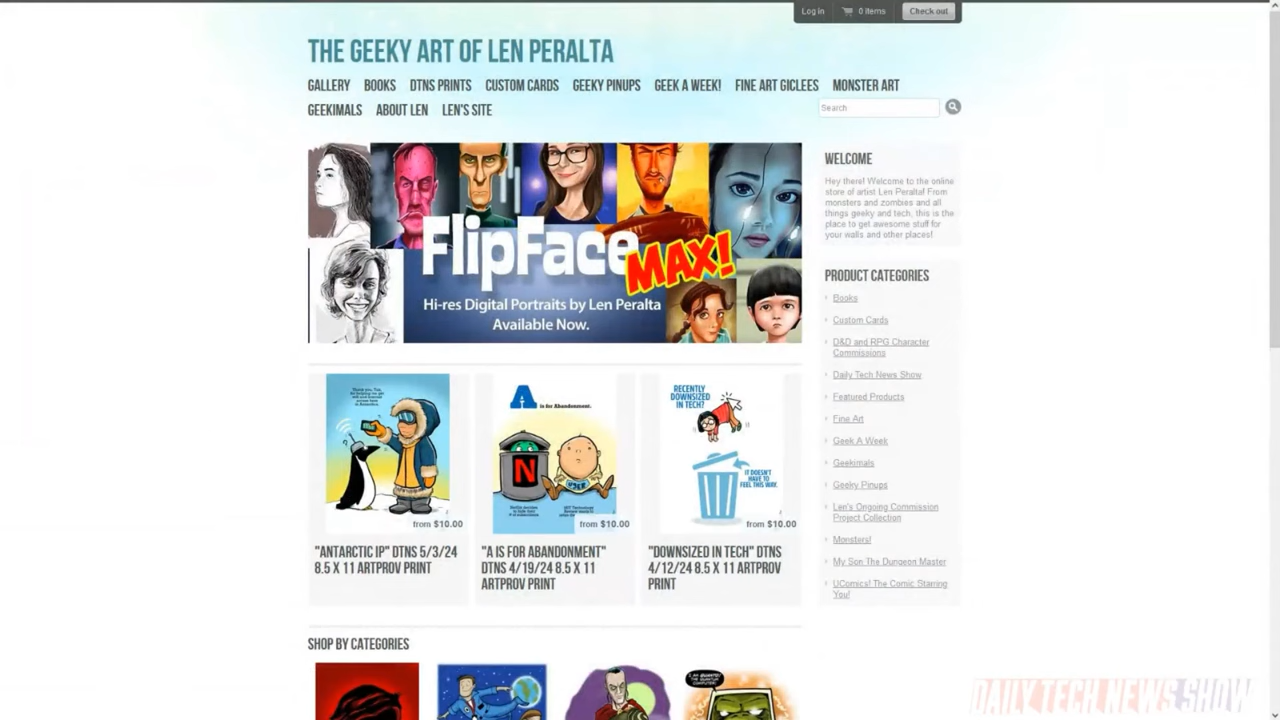 Log in
0 items
Check out
THE GEEKY ART OF LEN PERALTA
GALLERY BOOKS DTNS PRINTS CUSTOM CARDS GEEKY PINUPS GEEK A WEEK! FINE ART GICLEES MONSTER ART
GEEKIMALS ABOUT LEN LEN'S SITE
Search
FlipFace
MAX!
Hi-res Digital Portraits by Len Peralta
Available Now.
WELCOME
Hey there! Welcome to the online
store of artist Len Peralta! From
monsters and zombies and all
things geeky and tech, this is the
place to get awesome stuff for
your walls and other places!
PRODUCT CATEGORIES
Books
Custom Cards
D&D and RPG Character
Commissions
Daily Tech News Show
Featured Products
Fine Art
Geek A Week
Geekimals
Geeky Pinups
Len's Ongoing Commission
Project Collection
Monsters!
My Son The Dungeon Master
UComics! The Comic Starring
You!
from $10.00
"ANTARCTIC IP" DTNS 5/3/24
8.5 X 11 ARTPROV PRINT
A is for Abandonment.
N
from $10.00
"A IS FOR ABANDONMENT"
DTNS 4/19/24 8.5 X 11
ARTPROV PRINT
RECENTLY
DOWNSIZED
IN TECH?
IT DOESN'T
HAVE TO
FEEL THIS WAY.
from $10.00
"DOWNSIZED IN TECH" DTNS
4/12/24 8.5 X 11 ARTPROV
PRINT
SHOP BY CATEGORIES
DAILY TECH NEWS SHOW